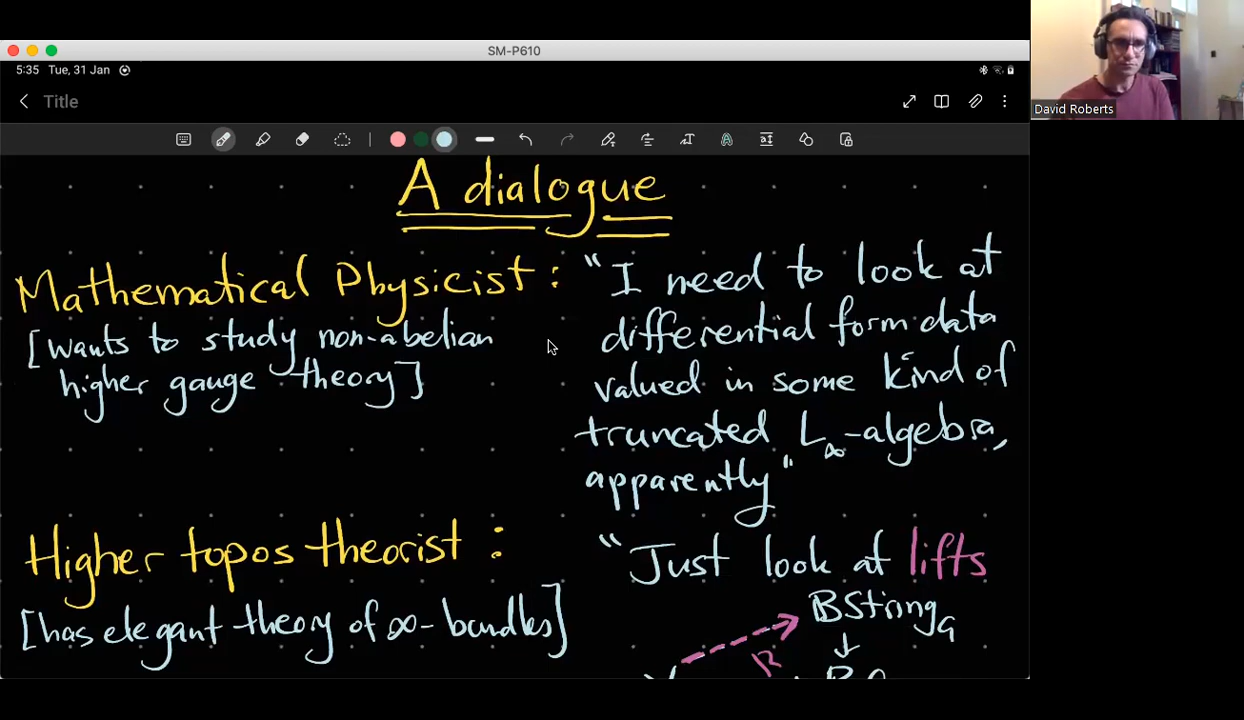 SM-P610
5:35 Tue, 31 Jan
Title
David Roberts
A dialogue
Mathematical Physicist:
[wants to study non-abelian
higher gauge theory]
"I need to look at
differential form data
valued in some kind of
truncated L∞-algebra,
apparently"
Higher topos theorist:
[has elegant theory of ∞-bundles]
"Just look at lifts
BString_G